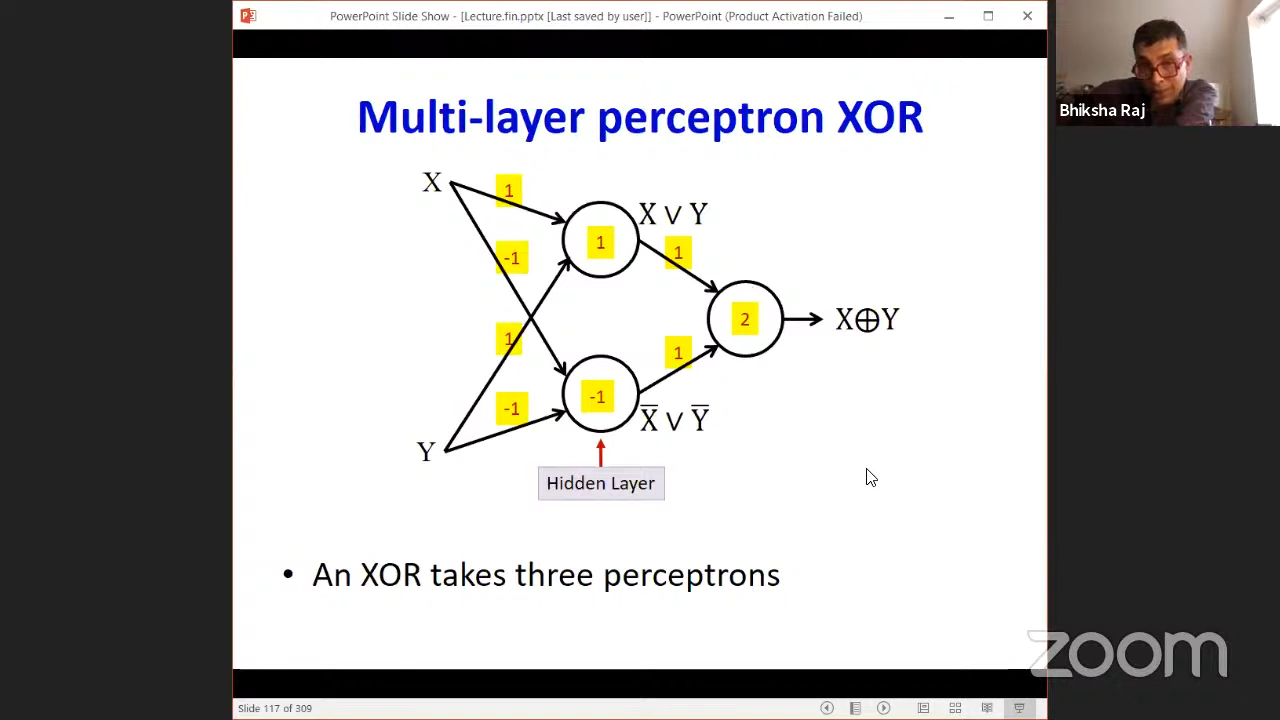 PowerPoint Slide Show - [Lecture.fin.pptx [Last saved by user]] - PowerPoint (Product Activation Failed)
Bhiksha Raj
Multi-layer perceptron XOR
X
1
X ∨ Y
1
1
-1
2
X⊕Y
1
1
-1
-1
X̅ ∨ Y̅
Y
Hidden Layer
• An XOR takes three perceptrons
zoom
Slide 117 of 309